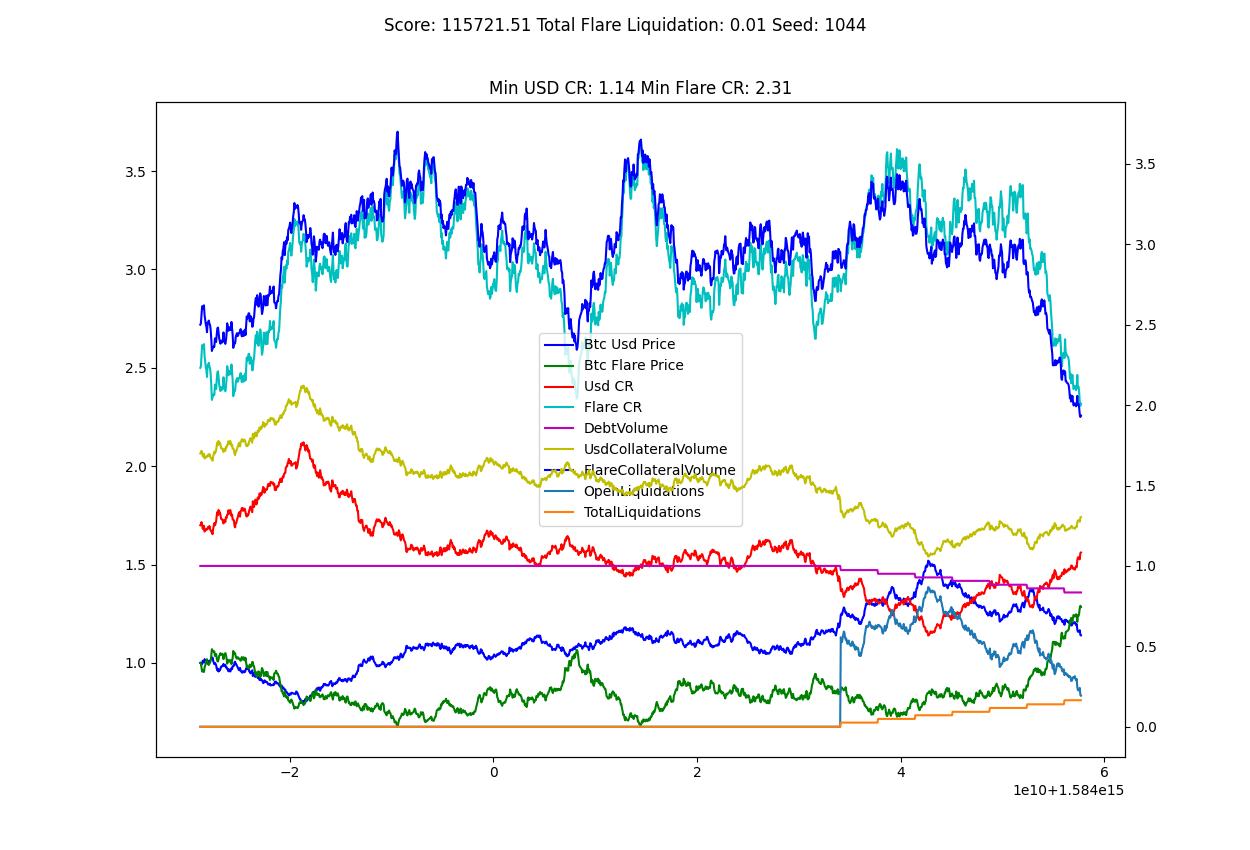 Score: 115721.51 Total Flare Liquidation: 0.01 Seed: 1044
Min USD CR: 1.14 Min Flare CR: 2.31
3.5
3.0
2.5
2.0
1.5
1.0
3.5
3.0
2.5
2.0
1.5
1.0
0.5
0.0
Btc Usd Price
Btc Flare Price
Usd CR
Flare CR
DebtVolume
UsdCollateralVolume
FlareCollateralVolume
OpenLiquidations
TotalLiquidations
−2
0
2
4
6
1e10+1.584e15